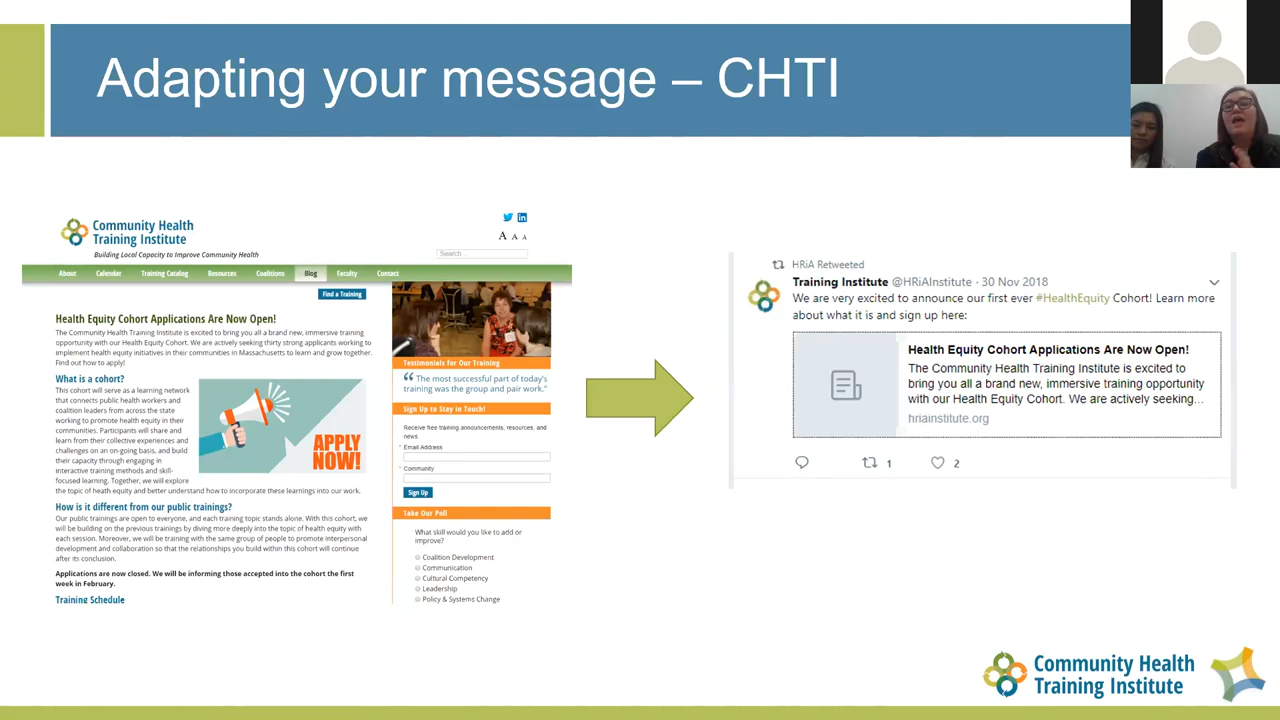 Adapting your message – CHTI
Community Health
Training Institute
Building Local Capacity to Improve Community Health
A A A
Search...
About Calendar Training Catalog Resources Coalitions Blog Faculty Contact
Find a Training
Health Equity Cohort Applications Are Now Open!
The Community Health Training Institute is excited to bring you all a brand new, immersive training
opportunity with our Health Equity Cohort. We are actively seeking thirty strong applicants working to
implement health equity initiatives in their communities in Massachusetts to learn and grow together.
Find out how to apply!
What is a cohort?
This cohort will serve as a learning network
that connects public health workers and
coalition leaders from across the state
working to promote health equity in their
communities. Participants will share and
learn from their collective experiences and
challenges on an on-going basis, and build
their capacity through engaging in
interactive training methods and skill-
focused learning. Together, we will explore
the topic of heath equity and better understand how to incorporate these learnings into our work.
APPLY
NOW!
How is it different from our public trainings?
Our public trainings are open to everyone, and each training topic stands alone. With this cohort, we
will be building on the previous trainings by diving more deeply into the topic of health equity with
each session. Moreover, we will be training with the same group of people to promote interpersonal
development and collaboration so that the relationships you build within this cohort will continue
after its conclusion.
Applications are now closed. We will be informing those accepted into the cohort the first
week in February.
Training Schedule
Testimonials for Our Training
“ The most successful part of today's
training was the group and pair work."
Sign Up to Stay in Touch!
Receive free training announcements, resources, and
news
* Email Address
* Community
Sign Up
Take Our Poll
What skill would you like to add or
improve?
Coalition Development
Communication
Cultural Competency
Leadership
Policy & Systems Change
HRiA Retweeted
Training Institute @HRiAInstitute · 30 Nov 2018
We are very excited to announce our first ever #HealthEquity Cohort! Learn more
about what it is and sign up here:
Health Equity Cohort Applications Are Now Open!
The Community Health Training Institute is excited to
bring you all a brand new, immersive training opportunity
with our Health Equity Cohort. We are actively seeking...
hriainstitute.org
1 2
Community Health
Training Institute